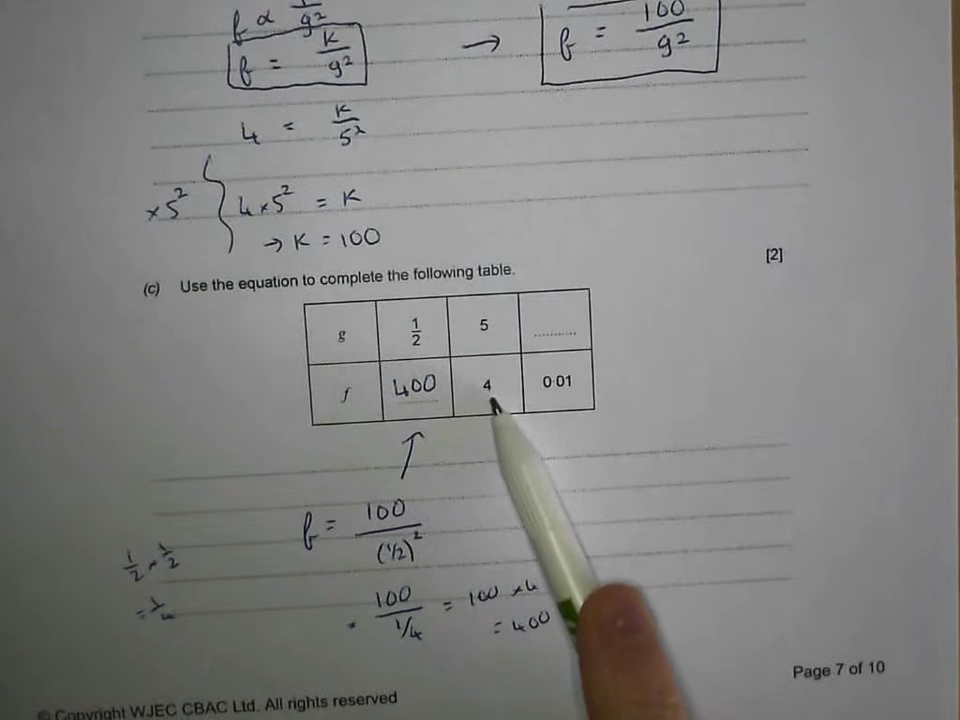 f ∝ 1/g²
f = K/g² → f = 100/g²
4 = K/5²
×5² { 4×5² = K
→ K = 100
[2]
(c) Use the equation to complete the following table.
g 1/2 5 ............
f 400 4 0·01
↑
f = 100/(1/2)²
1/2 × 1/2
= 100/1/4 = 100 × 4
= 1/4
= 400
Page 7 of 10
© Copyright WJEC CBAC Ltd. All rights reserved